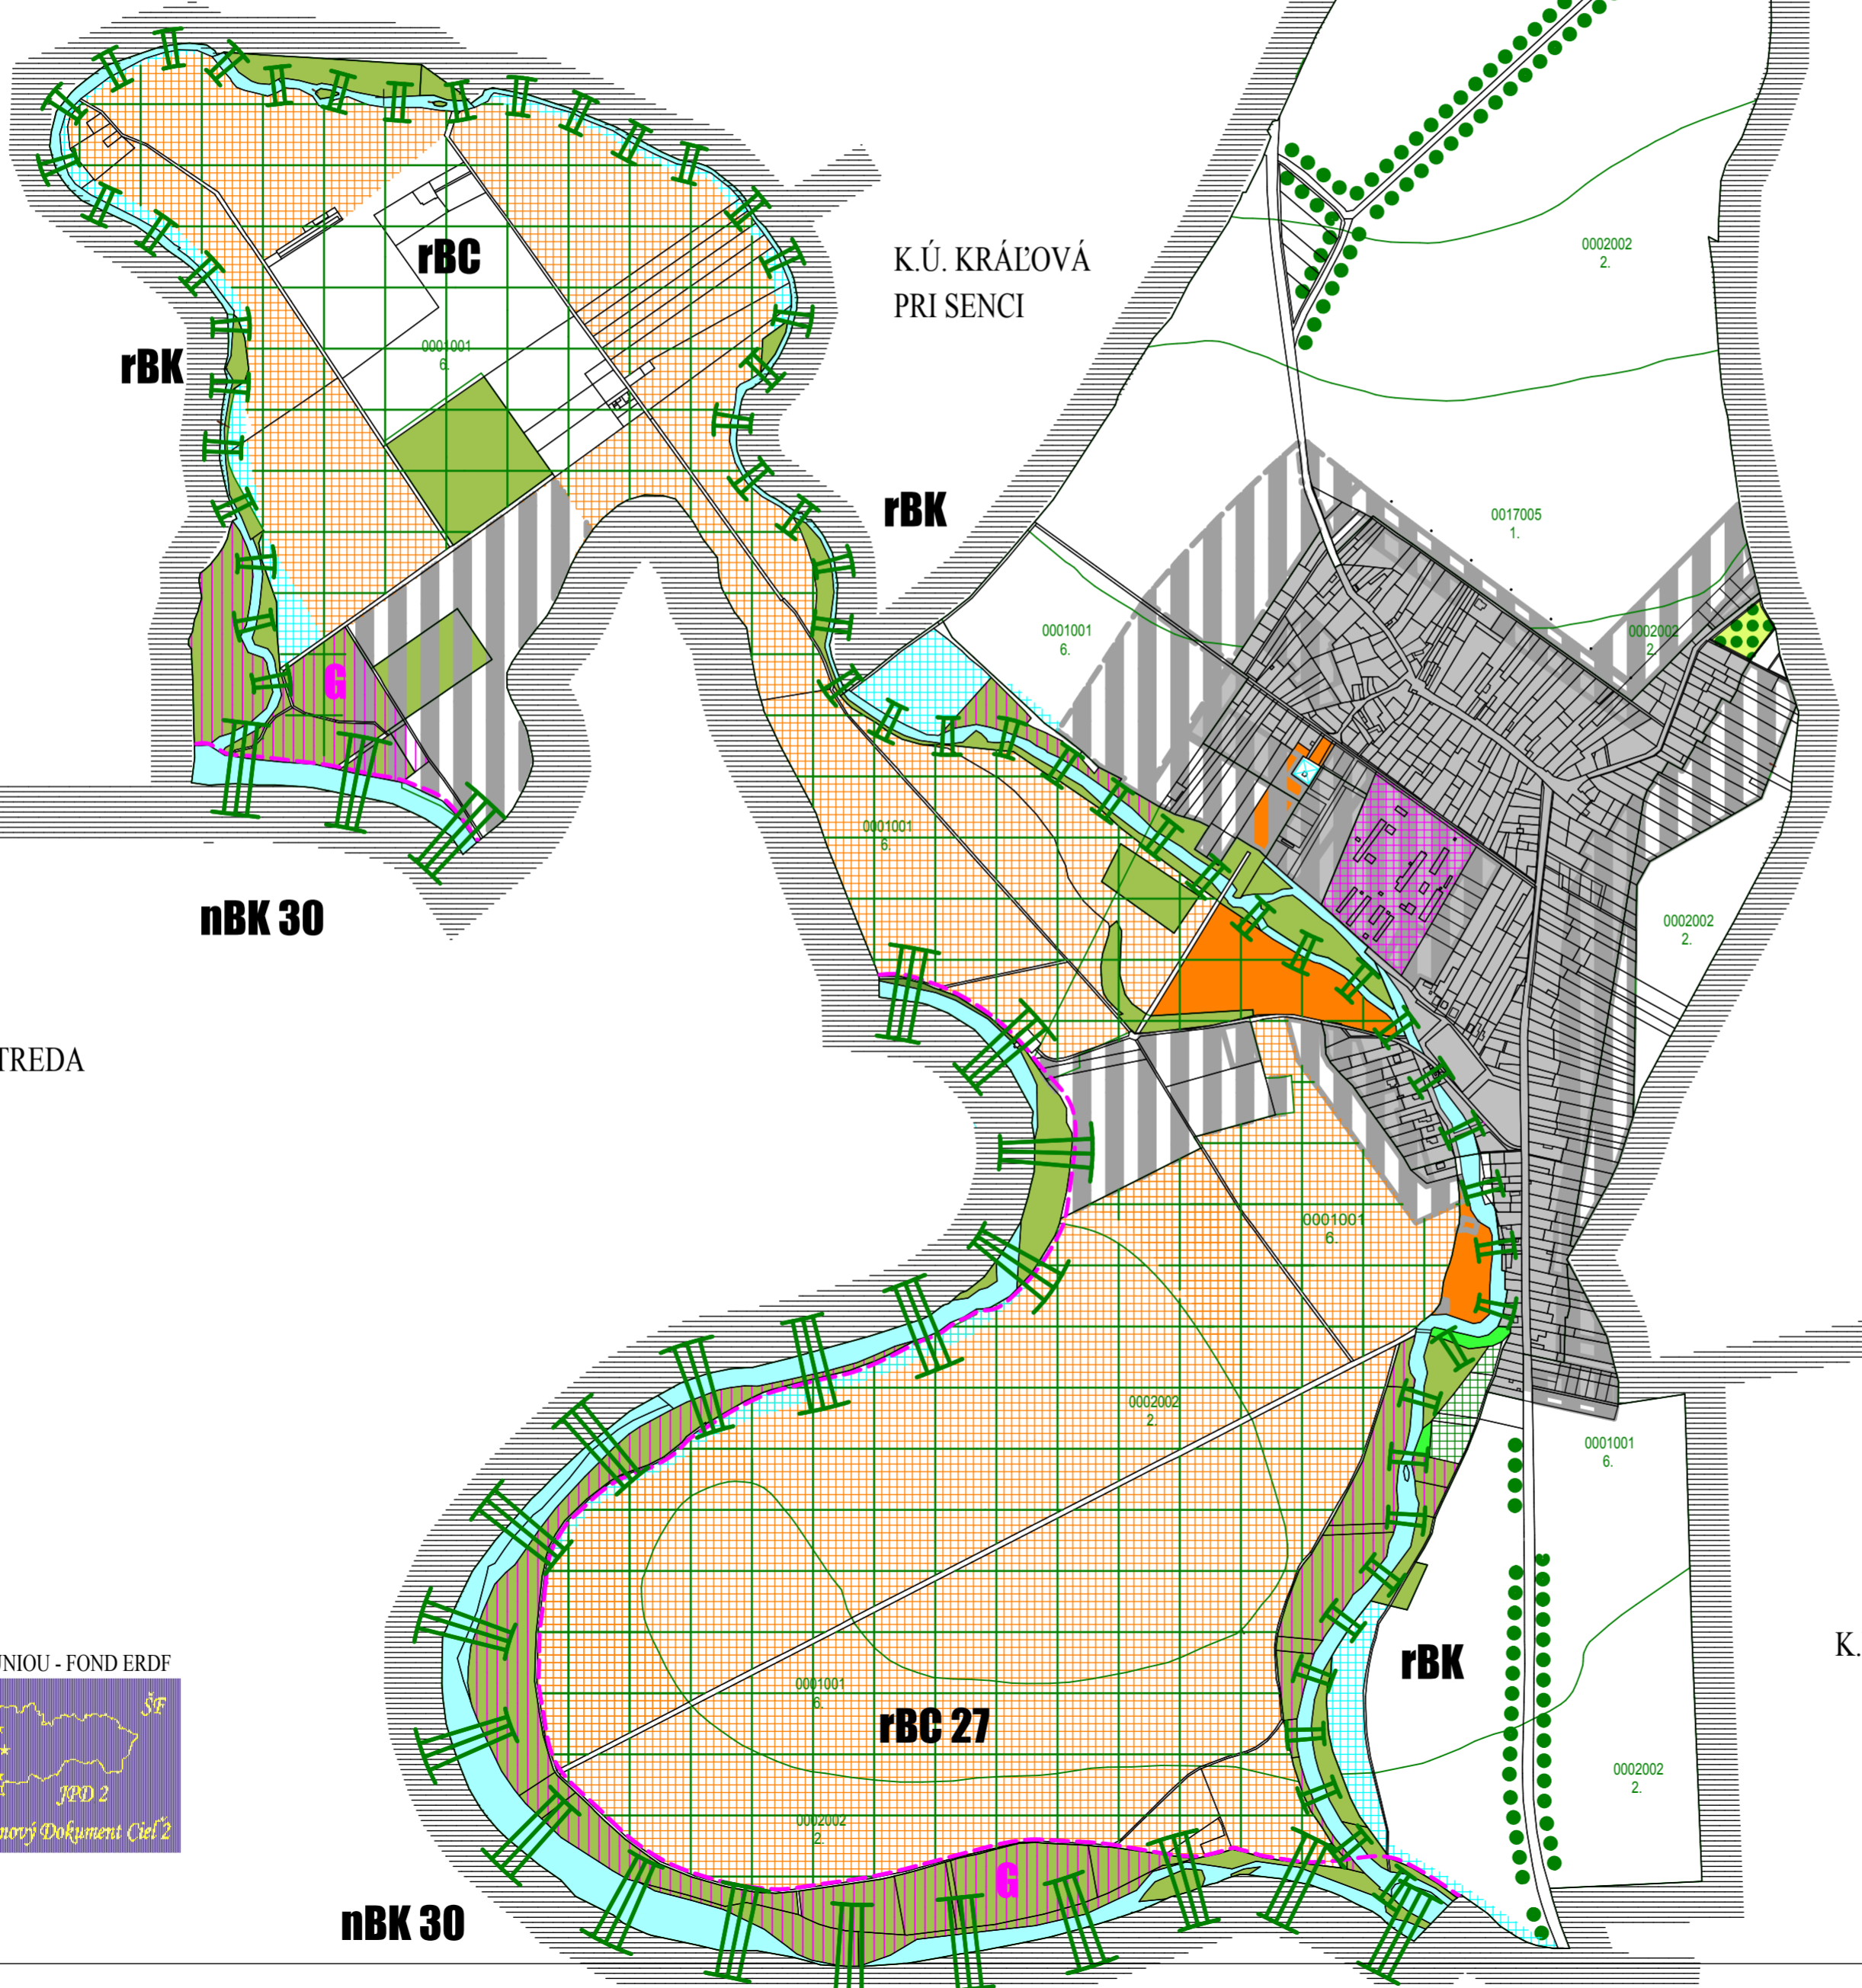 0002002
2.
rBC
K.Ú. KRÁĽOVÁ
PRI SENCI
0001001
6.
rBK
rBK
0017005
1.
0001001
6.
0002002
2.
G
0001001
6.
nBK 30
0002002
2.
TREDA
0001001
6.
0002002
2.
0001001
6.
K.
ÚNIOU - FOND ERDF
ŠF
JPD 2
nový Dokument Cieľ 2
rBK
0001001
6.
rBC 27
0002002
2.
0002002
2.
G
nBK 30